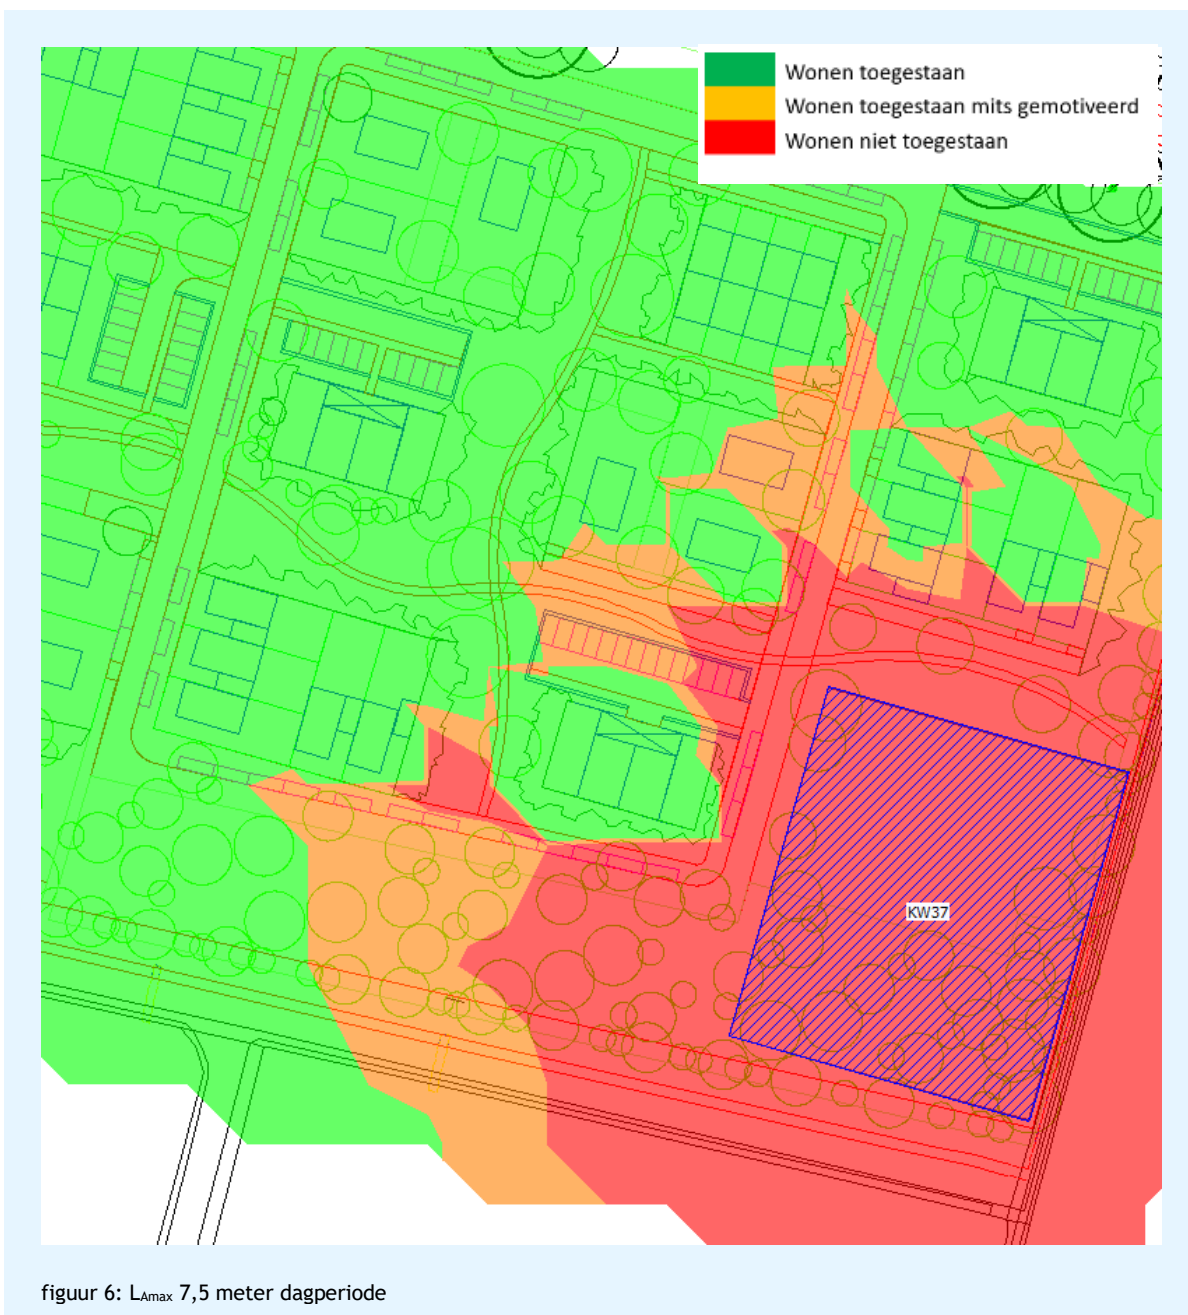 Wonen toegestaan
Wonen toegestaan mits gemotiveerd
Wonen niet toegestaan
KW37
figuur 6: LAmax 7,5 meter dagperiode